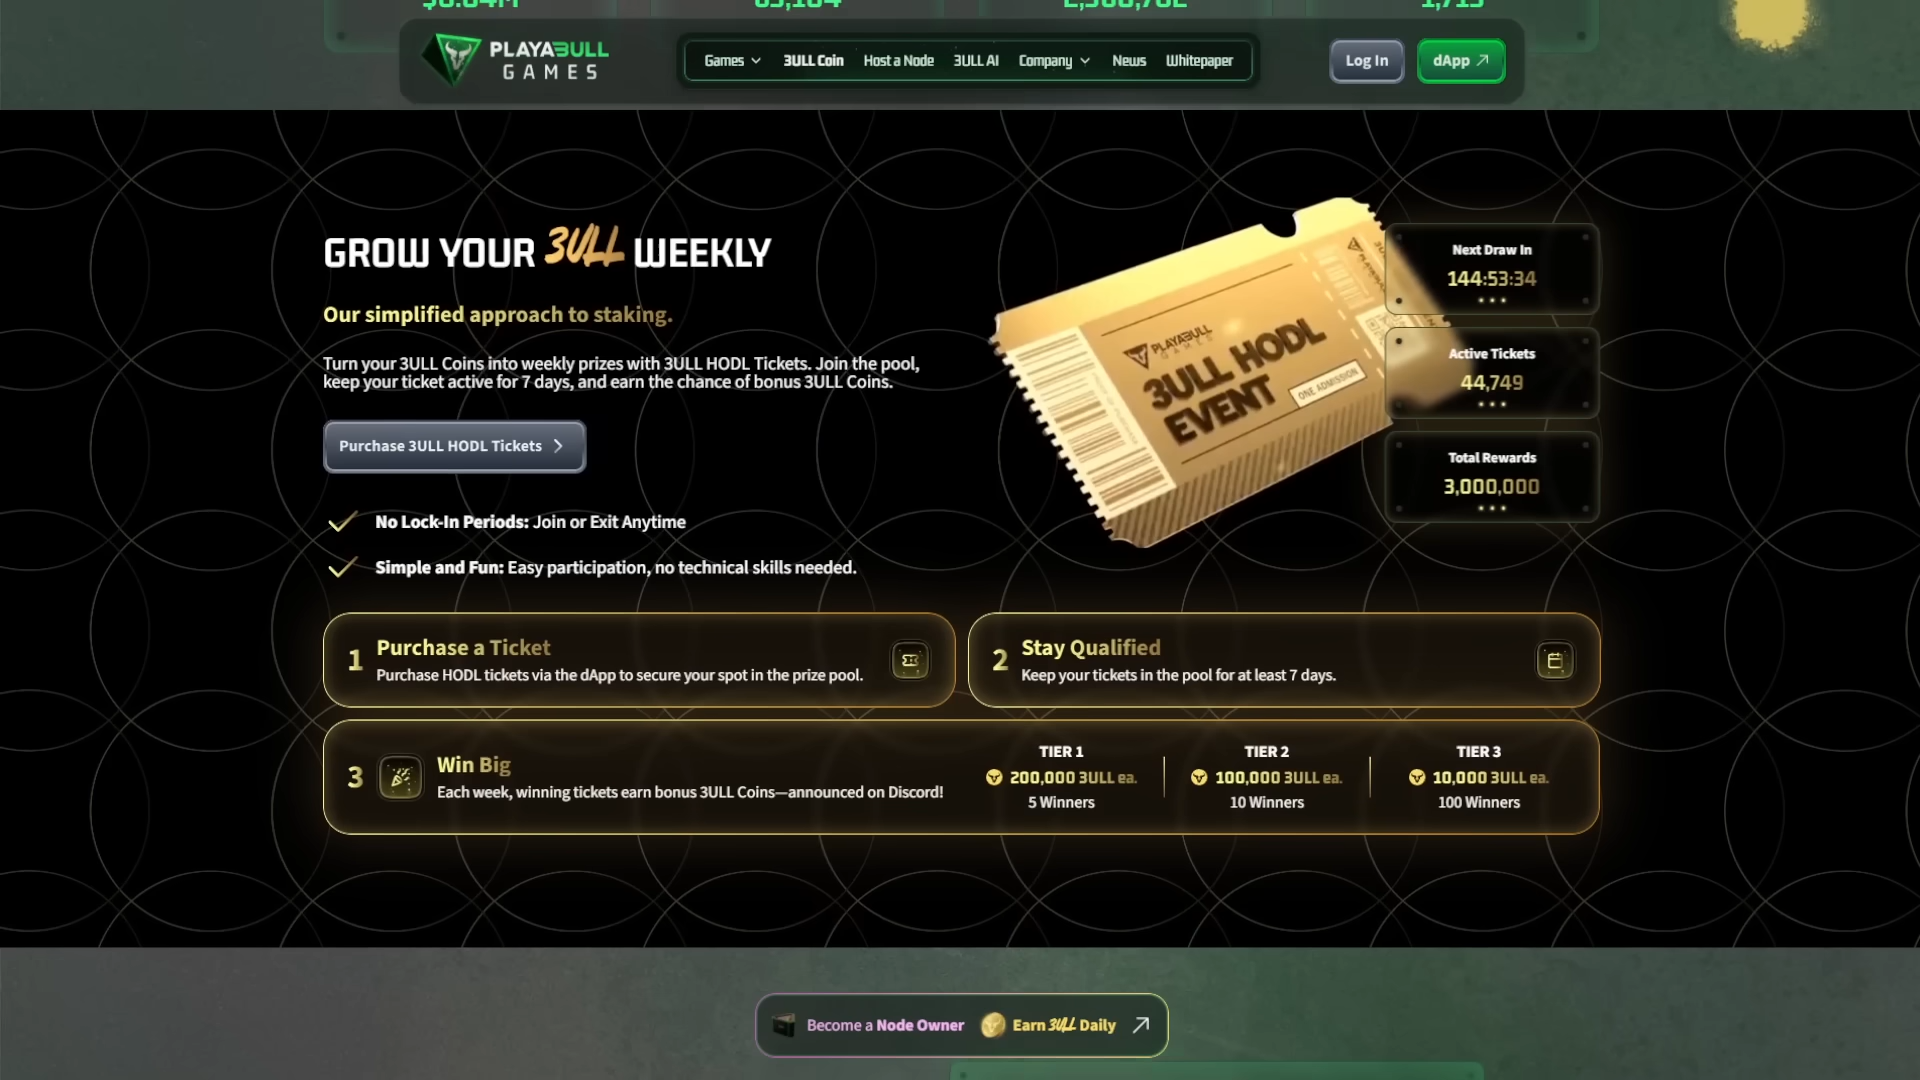 PLAYA3ULL
GAMES
Games
3ULL Coin
Host a Node
3ULL AI
Company
News
Whitepaper
Log In
dApp
GROW YOUR 3ULL WEEKLY
Our simplified approach to staking.
Turn your 3ULL Coins into weekly prizes with 3ULL HODL Tickets. Join the pool,
keep your ticket active for 7 days, and earn the chance of bonus 3ULL Coins.
Purchase 3ULL HODL Tickets
No Lock-In Periods: Join or Exit Anytime
Simple and Fun: Easy participation, no technical skills needed.
PLAYA3ULL
GAMES
3ULL HODL
EVENT
ONE ADMISSION
Next Draw In
144:53:34
Active Tickets
44,749
Total Rewards
3,000,000
1
Purchase a Ticket
Purchase HODL tickets via the dApp to secure your spot in the prize pool.
2
Stay Qualified
Keep your tickets in the pool for at least 7 days.
3
Win Big
Each week, winning tickets earn bonus 3ULL Coins—announced on Discord!
TIER 1
200,000 3ULL ea.
5 Winners
TIER 2
100,000 3ULL ea.
10 Winners
TIER 3
10,000 3ULL ea.
100 Winners
Become a Node Owner
Earn 3ULL Daily